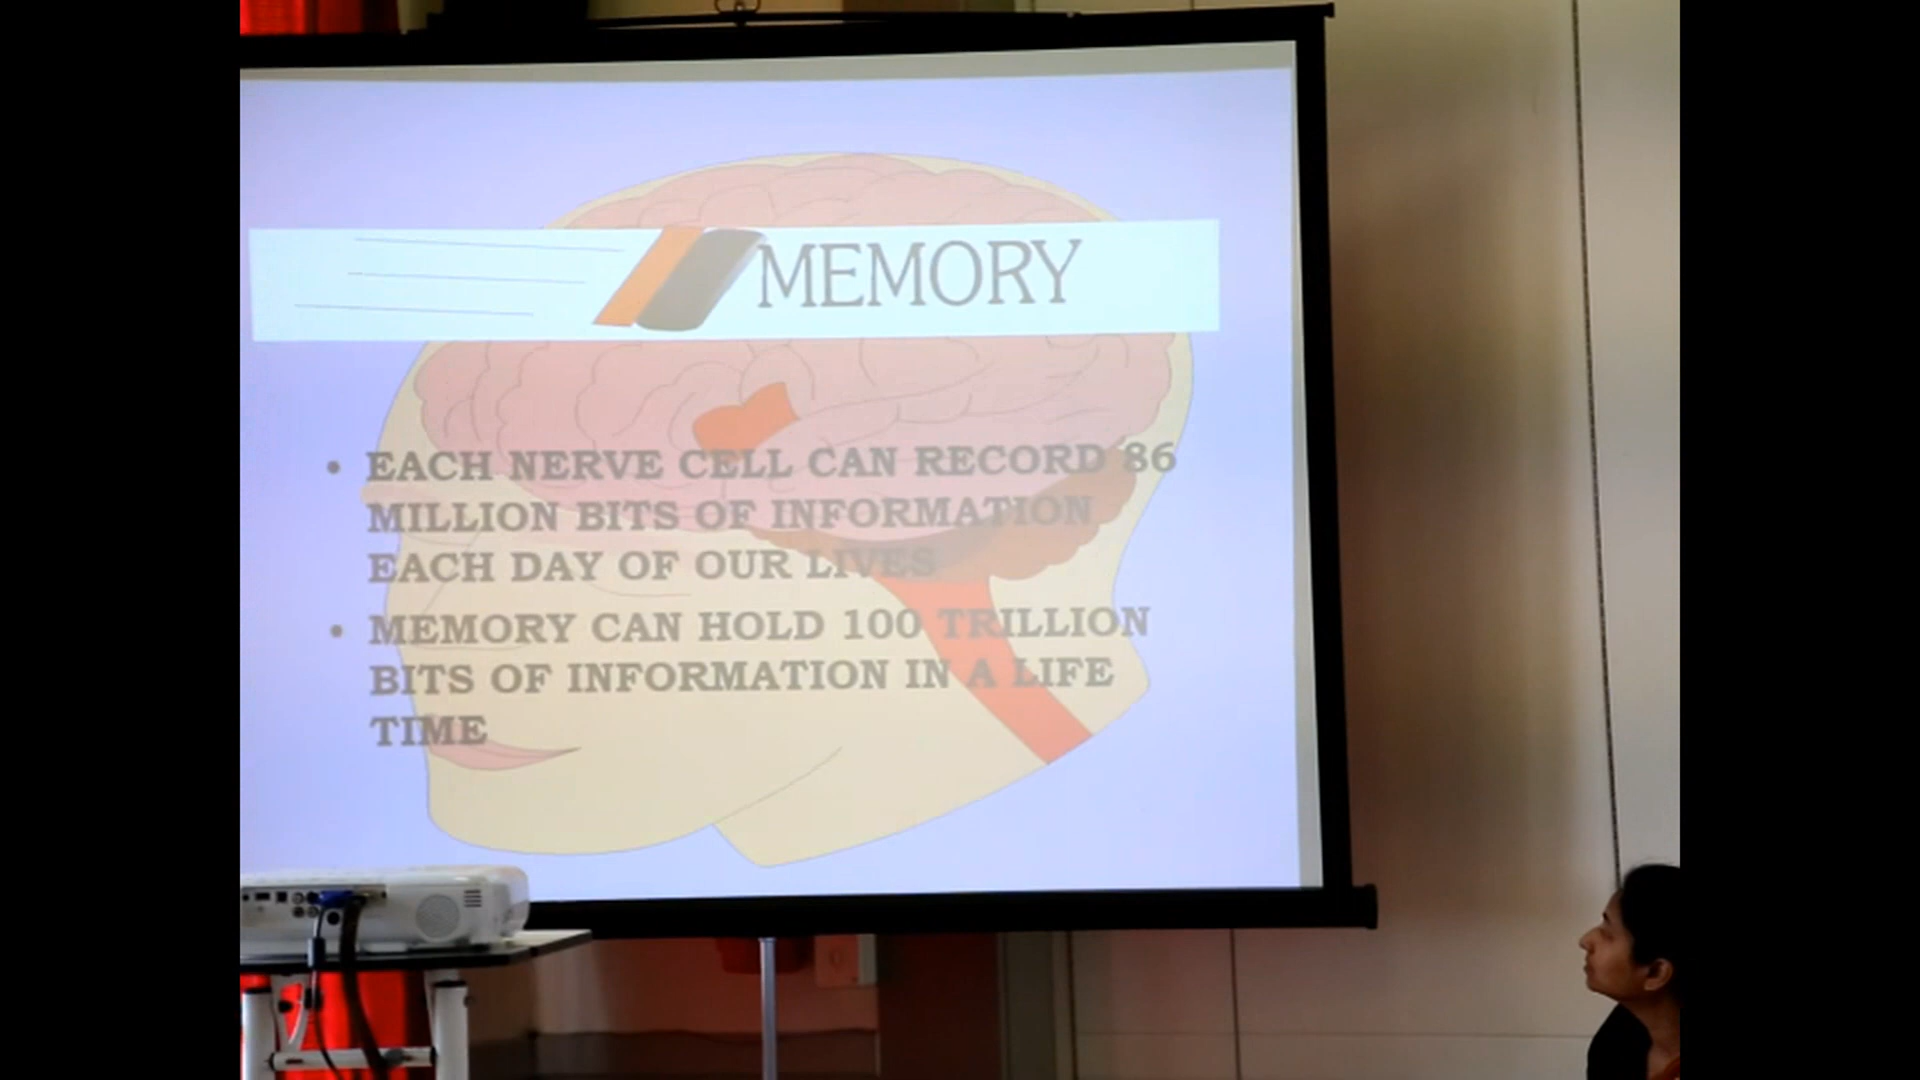 MEMORY
• EACH NERVE CELL CAN RECORD 86
MILLION BITS OF INFORMATION
EACH DAY OF OUR LIVES
• MEMORY CAN HOLD 100 TRILLION
BITS OF INFORMATION IN A LIFE
TIME